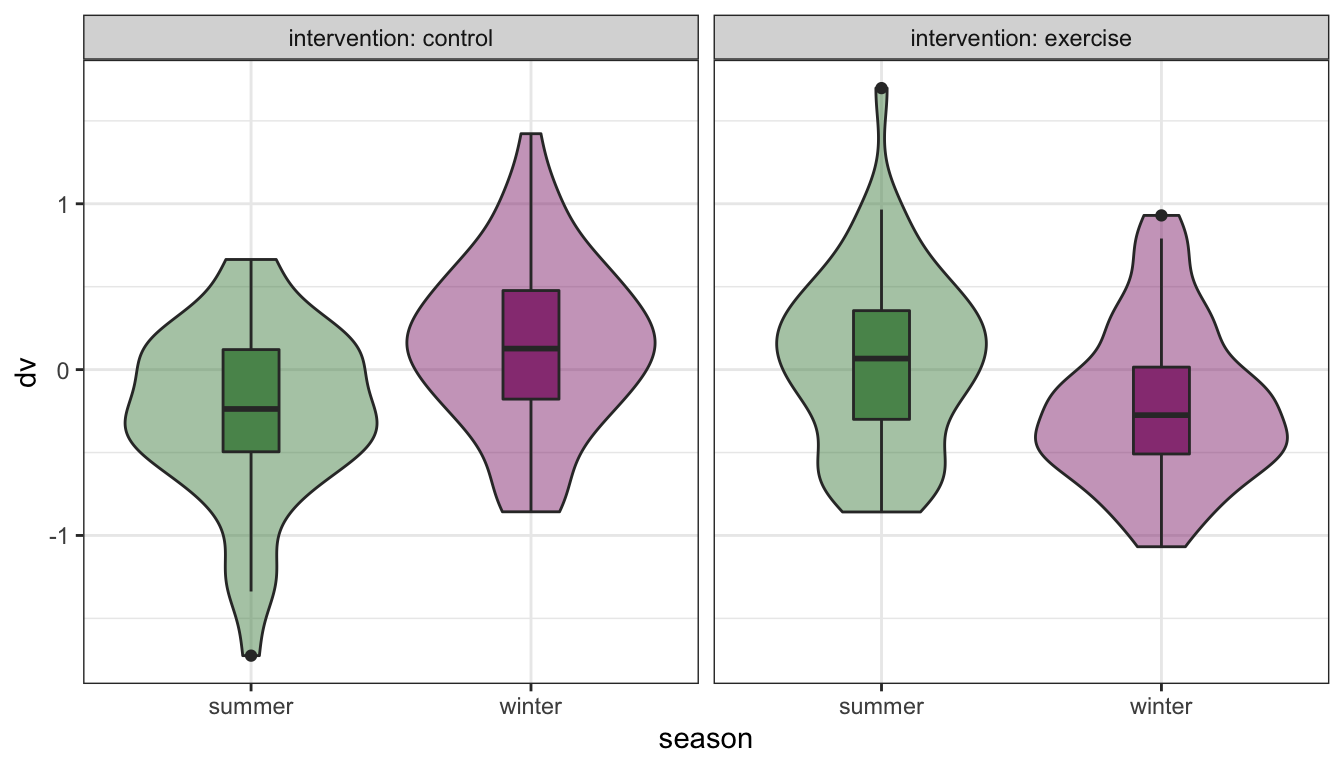 intervention: control
intervention: exercise
dv
1
0
-1
summer
winter
summer
winter
season